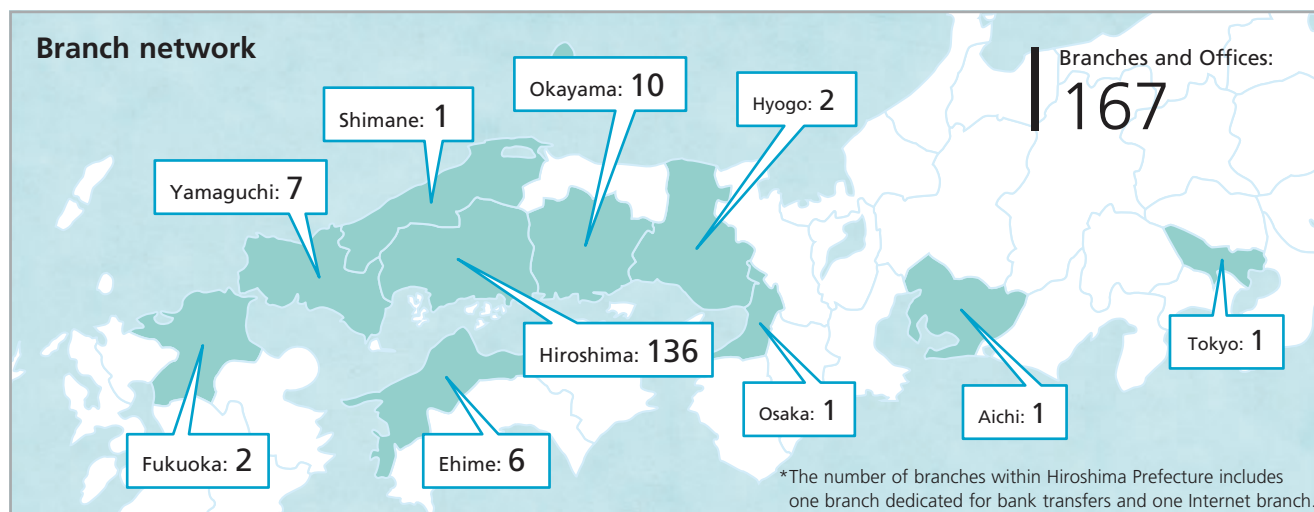 Branch network
Branches and Offices:
167
Okayama: 10
Hyogo: 2
Shimane: 1
Yamaguchi: 7
Hiroshima: 136
Tokyo: 1
Osaka: 1
Aichi: 1
Fukuoka: 2
Ehime: 6
*The number of branches within Hiroshima Prefecture includes
one branch dedicated for bank transfers and one Internet branch.